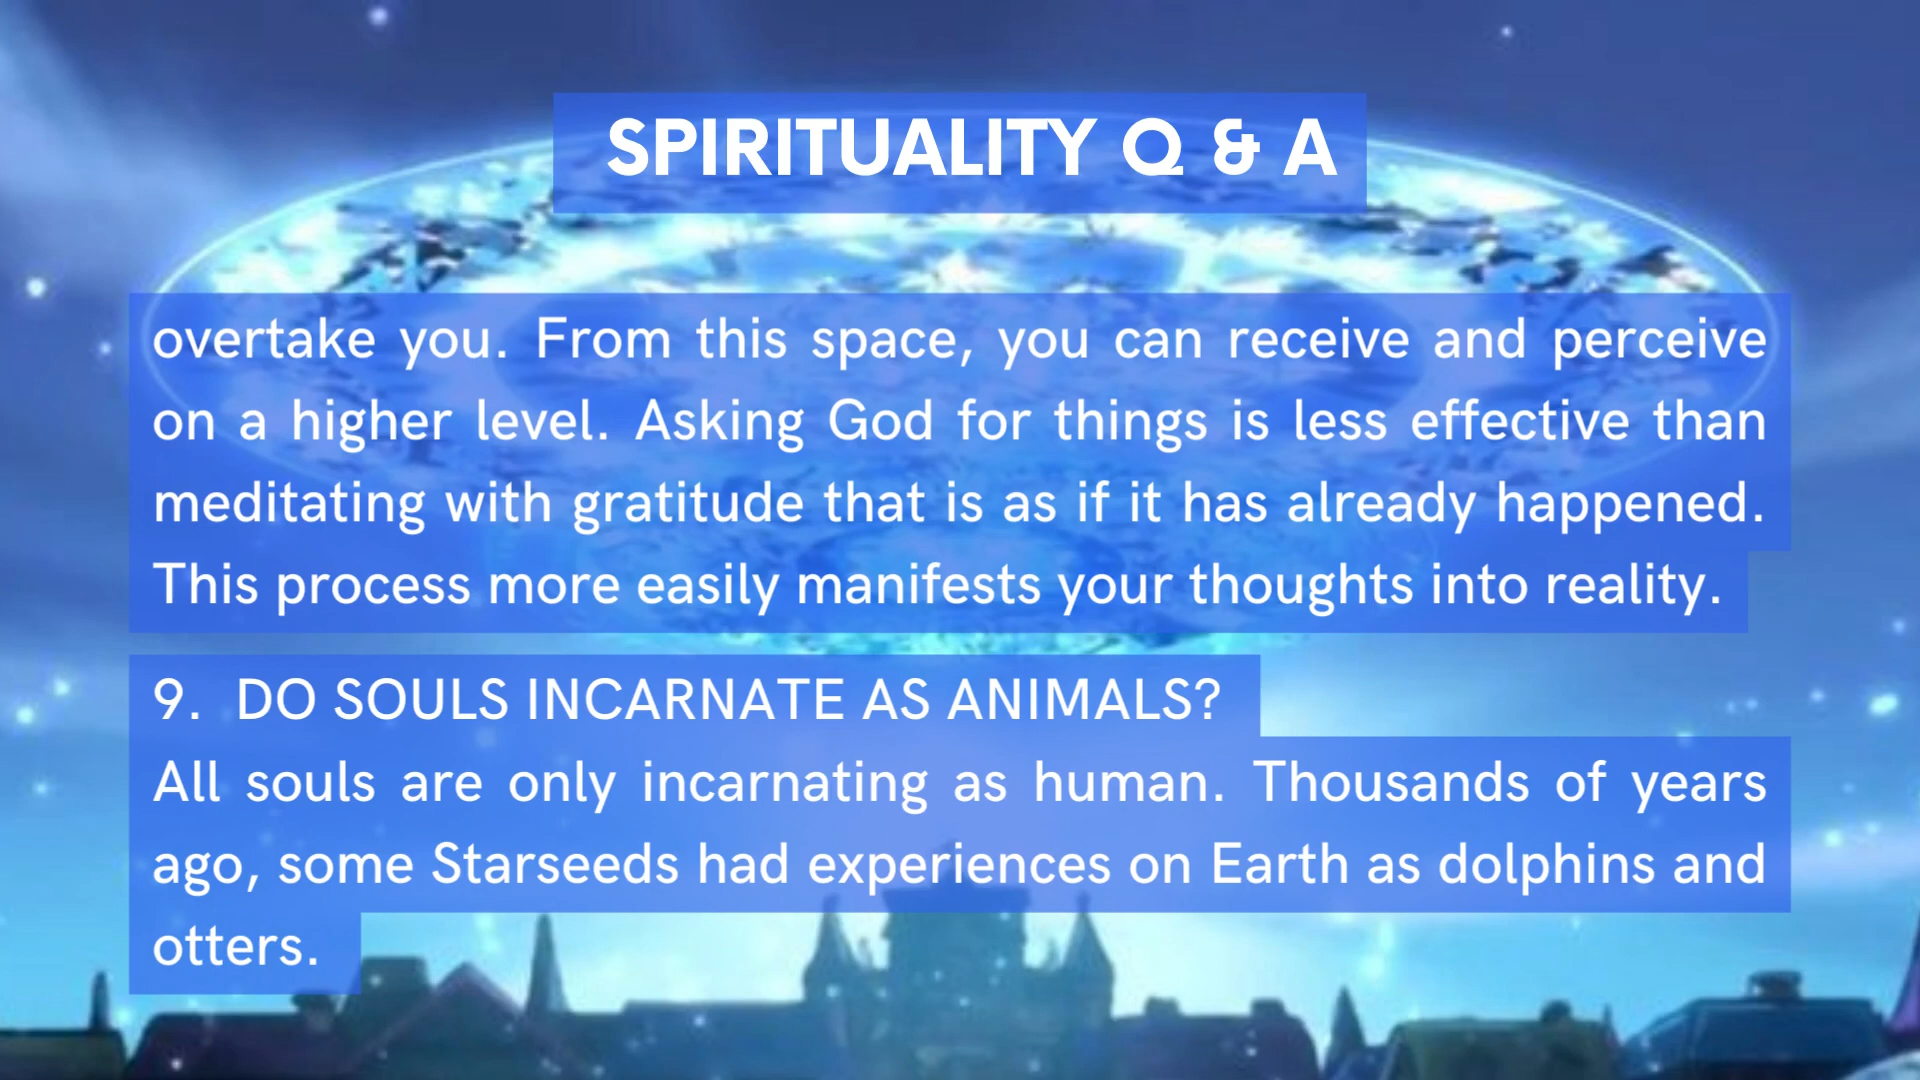 SPIRITUALITY Q & A
overtake you. From this space, you can receive and perceive
on a higher level. Asking God for things is less effective than
meditating with gratitude that is as if it has already happened.
This process more easily manifests your thoughts into reality.
9. DO SOULS INCARNATE AS ANIMALS?
All souls are only incarnating as human. Thousands of years
ago, some Starseeds had experiences on Earth as dolphins and
otters.